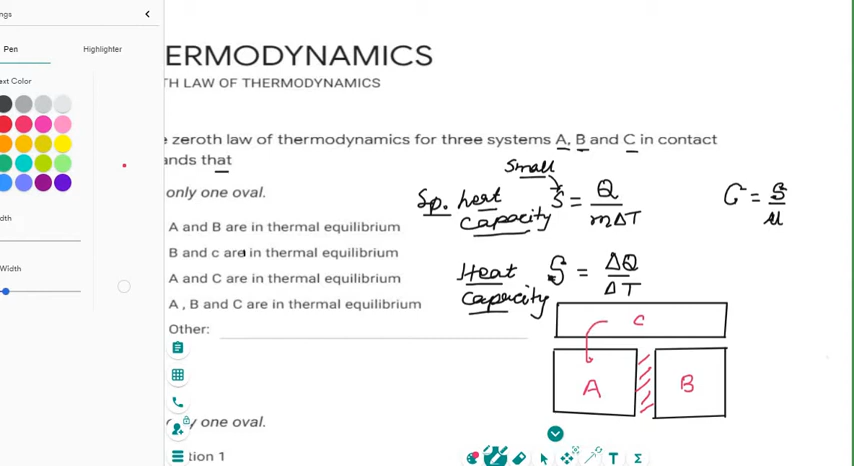 ngs
Pen Highlighter
ext Color
idth
Width
ERMODYNAMICS
TH LAW OF THERMODYNAMICS
e zeroth law of thermodynamics for three systems A, B and C in contact
ands that
only one oval.
A and B are in thermal equilibrium
B and c are in thermal equilibrium
A and C are in thermal equilibrium
A , B and C are in thermal equilibrium
Other:
Small
Sp. heat capacity s = Q / mΔT
C = S / μ
Heat Capacity S = ΔQ / ΔT
C
A B
only one oval.
tion 1
T Σ